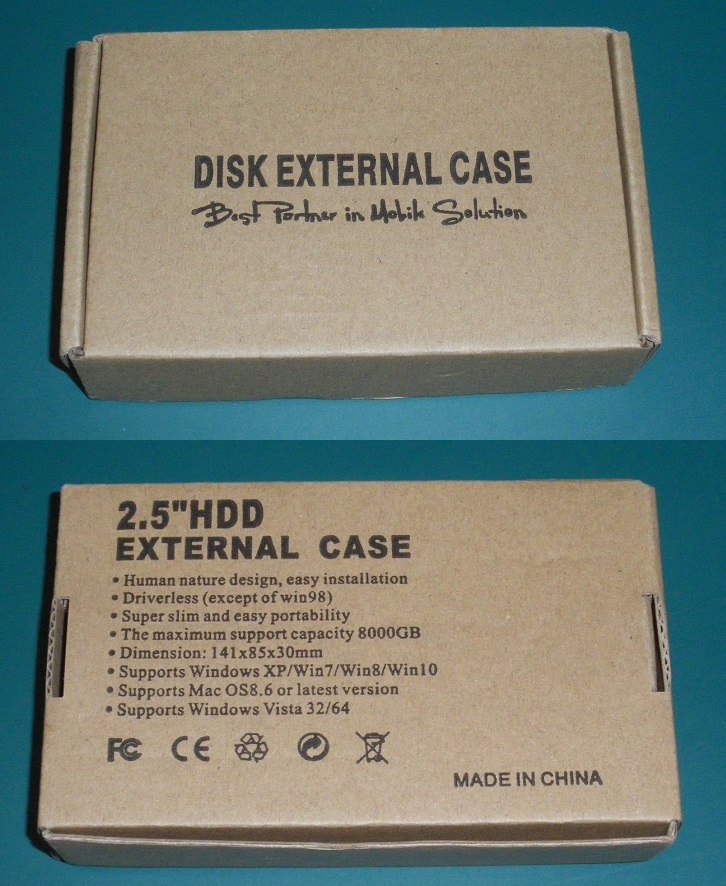 DISK EXTERNAL CASE
Best Partner in Mobile Solution
2.5"HDD
EXTERNAL CASE
• Human nature design, easy installation
• Driverless (except of win98)
• Super slim and easy portability
• The maximum support capacity 8000GB
• Dimension: 141x85x30mm
• Supports Windows XP/Win7/Win8/Win10
• Supports Mac OS8.6 or latest version
• Supports Windows Vista 32/64
FC CE
MADE IN CHINA